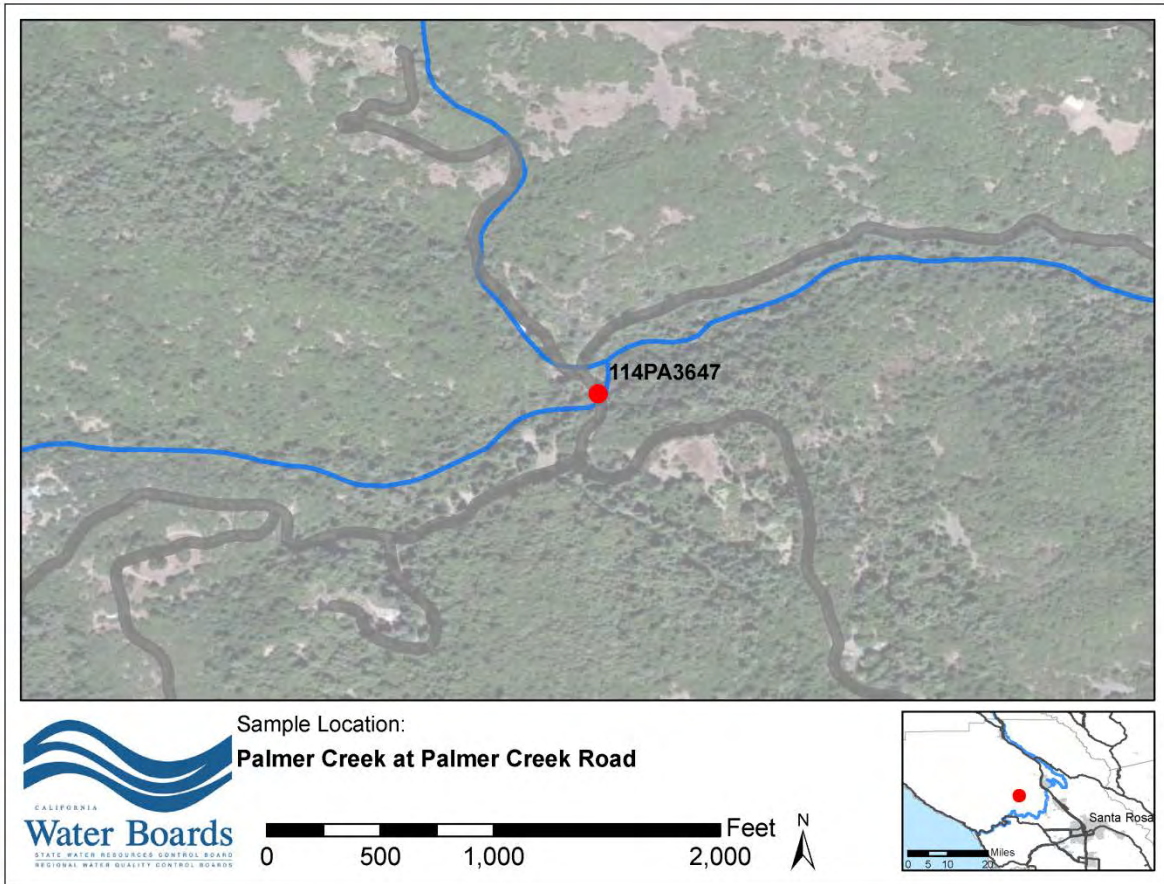 114PA3647
Sample Location:
Palmer Creek at Palmer Creek Road
CALIFORNIA
Water Boards
STATE WATER RESOURCES CONTROL BOARD
REGIONAL WATER QUALITY CONTROL BOARDS
Feet
0 500 1,000 2,000
N
Santa Rosa
Miles
0 5 10 20